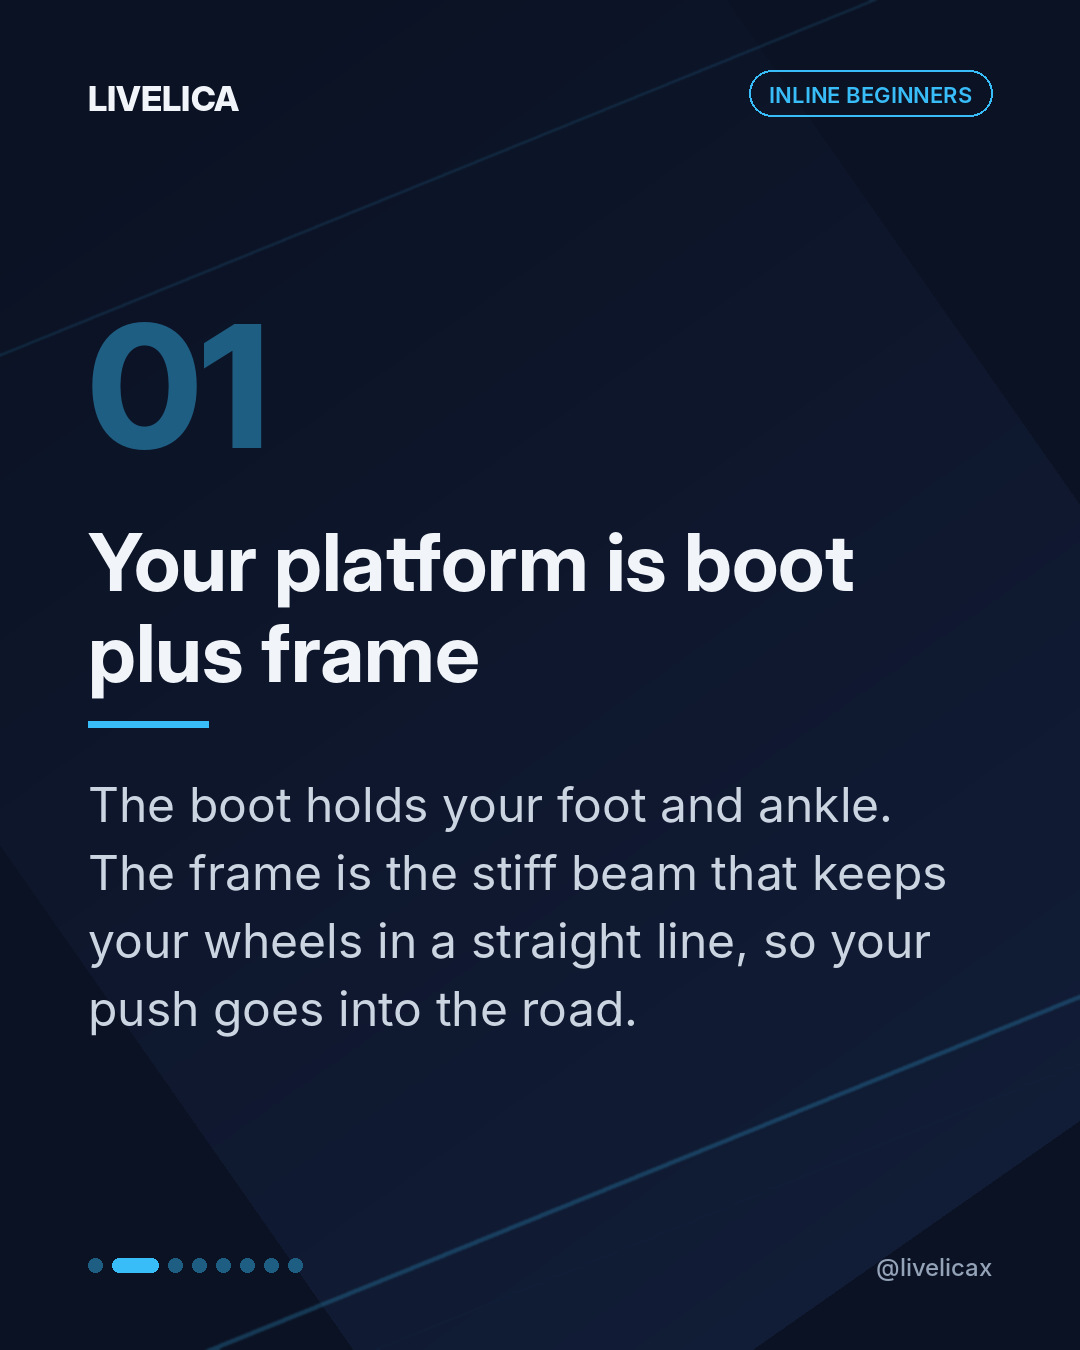 LIVELICA
INLINE BEGINNERS
01
Your platform is boot
plus frame
The boot holds your foot and ankle.
The frame is the stiff beam that keeps
your wheels in a straight line, so your
push goes into the road.
@livelicax